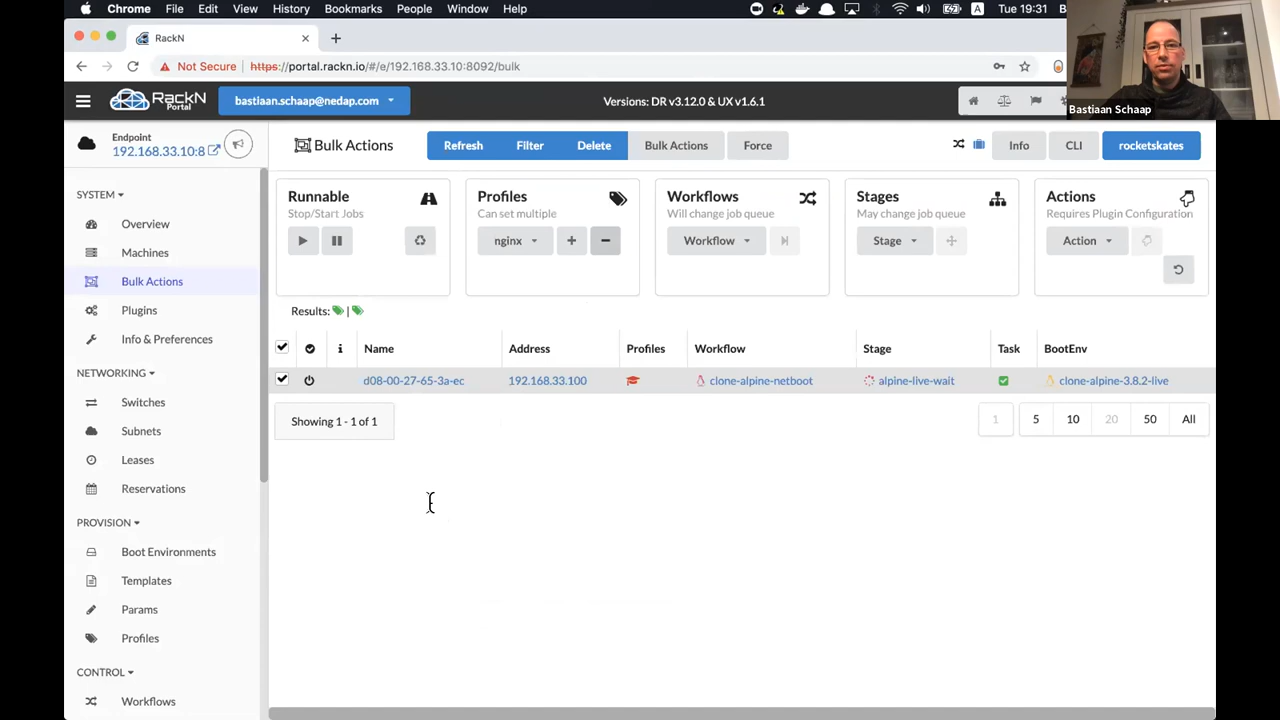 Chrome File Edit View History Bookmarks People Window Help Tue 19:31
RackN
Not Secure https://portal.rackn.io/#/e/192.168.33.10:8092/bulk
Bastiaan Schaap
RackN Portal bastiaan.schaap@nedap.com Versions: DR v3.12.0 & UX v1.6.1
Endpoint
192.168.33.10:8
Bulk Actions Refresh Filter Delete Bulk Actions Force Info CLI rocketskates
SYSTEM
Overview
Machines
Bulk Actions
Plugins
Info & Preferences
NETWORKING
Switches
Subnets
Leases
Reservations
PROVISION
Boot Environments
Templates
Params
Profiles
CONTROL
Workflows
Runnable
Stop/Start Jobs
Profiles
Can set multiple
nginx
Workflows
Will change job queue
Workflow
Stages
May change job queue
Stage
Actions
Requires Plugin Configuration
Action
Results: |
Name Address Profiles Workflow Stage Task BootEnv
d08-00-27-65-3a-ec 192.168.33.100 clone-alpine-netboot alpine-live-wait clone-alpine-3.8.2-live
Showing 1 - 1 of 1 1 5 10 20 50 All